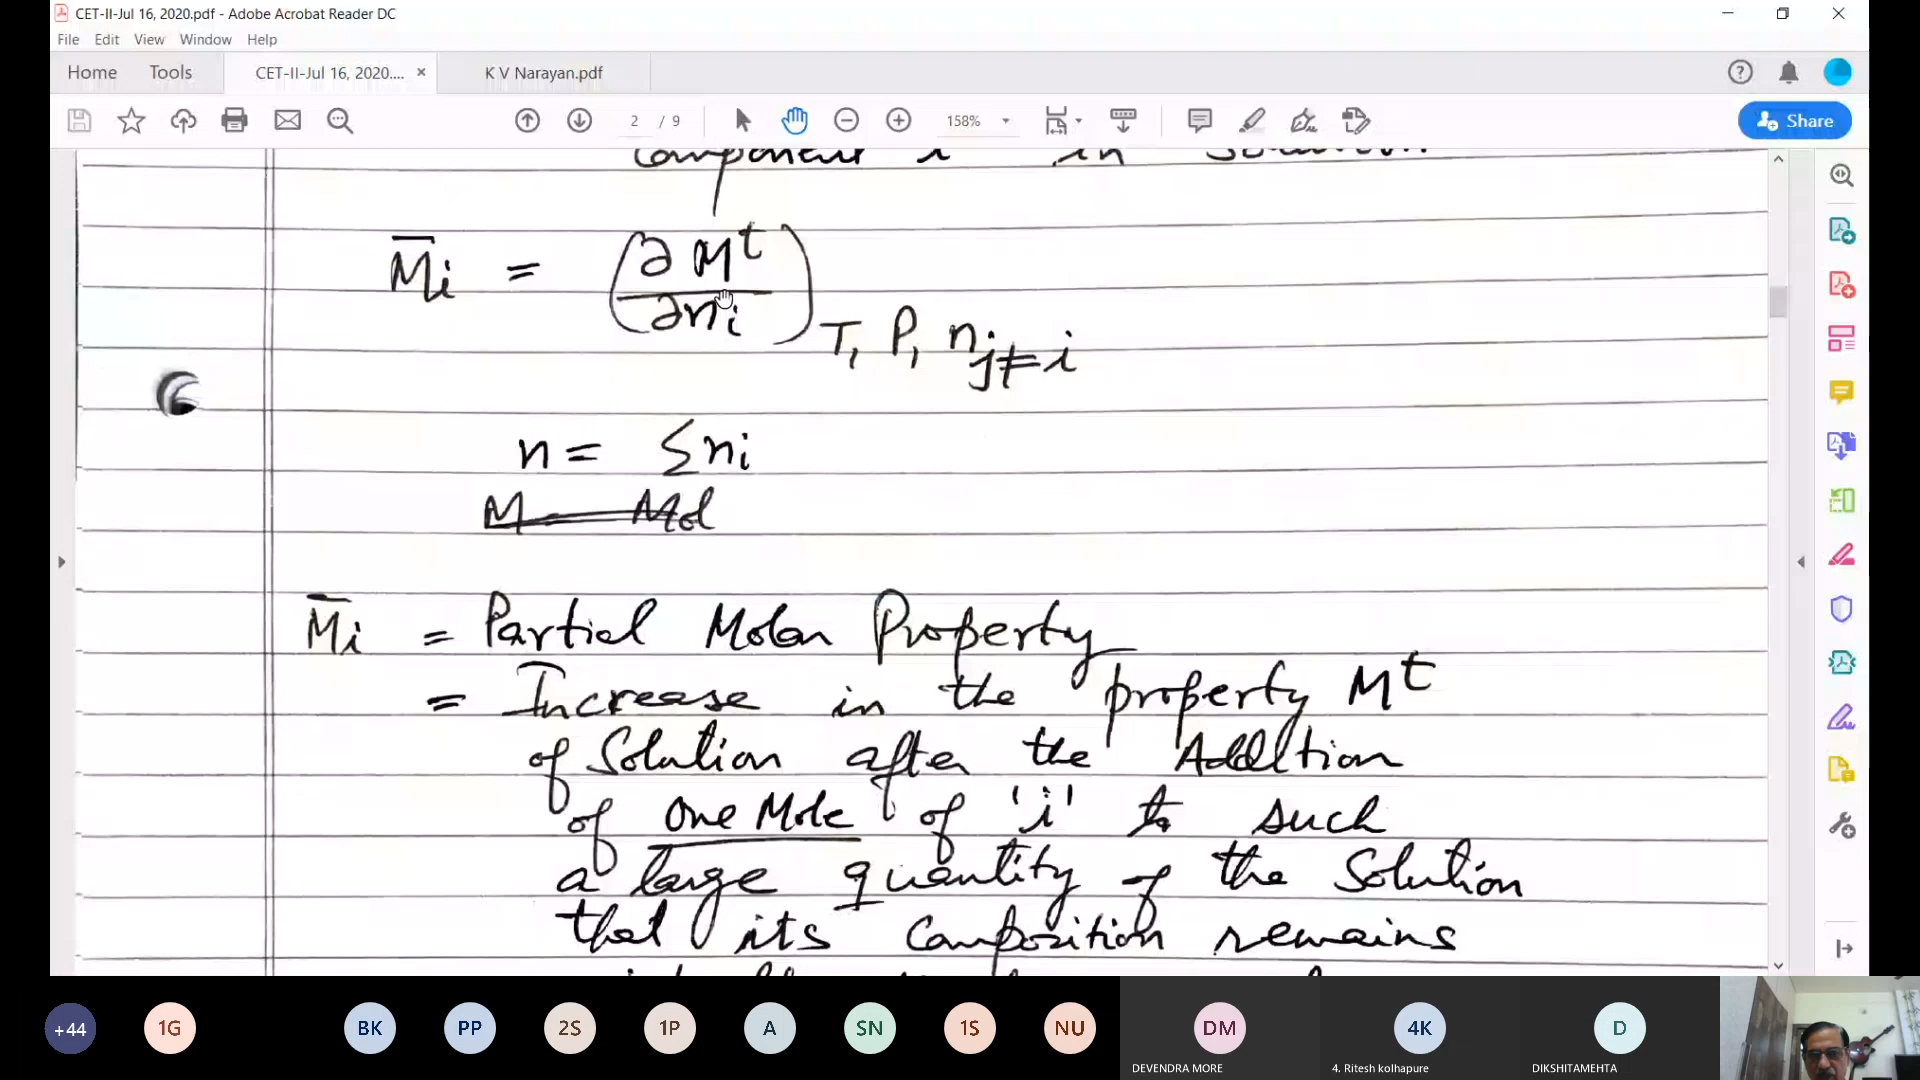 CET-II-Jul 16, 2020.pdf - Adobe Acrobat Reader DC
File Edit View Window Help
Home Tools CET-II-Jul 16, 2020.... × K V Narayan.pdf
2 / 9 158% Share
Component i in solution
M̄i = (∂M^t/∂ni) T, P, nj≠i
n = Σni
M = Mol
M̄i = Partial Molar Property
= Increase in the property M^t
of Solution after the Addition
of One Mole of 'i' to such
a large quantity of the Solution
that its Composition remains
+44 1G BK PP 2S 1P A SN 1S NU DM 4K D
DEVENDRA MORE 4. Ritesh kolhapure DIKSHITAMEHTA